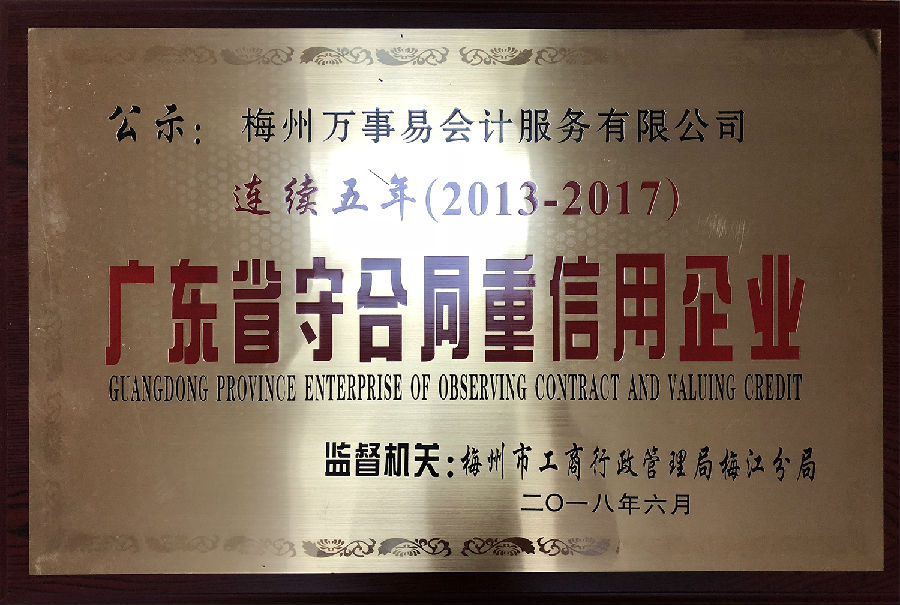 公示：梅州万事易会计服务有限公司
连续五年(2013-2017)
广东省守合同重信用企业
GUANGDONG PROVINCE ENTERPRISE OF OBSERVING CONTRACT AND VALUING CREDIT
监督机关：梅州市工商行政管理局梅江分局
二〇一八年六月